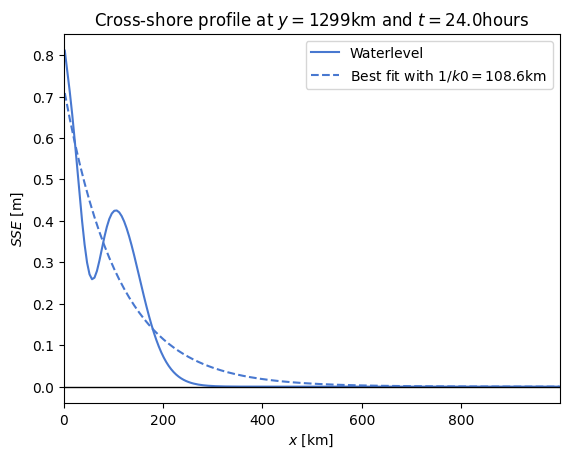 Cross-shore profile at y = 1299km and t = 24.0hours
Waterlevel
Best fit with 1/k0 = 108.6km
SSE [m]
0.8
0.7
0.6
0.5
0.4
0.3
0.2
0.1
0.0
0 200 400 600 800
x [km]